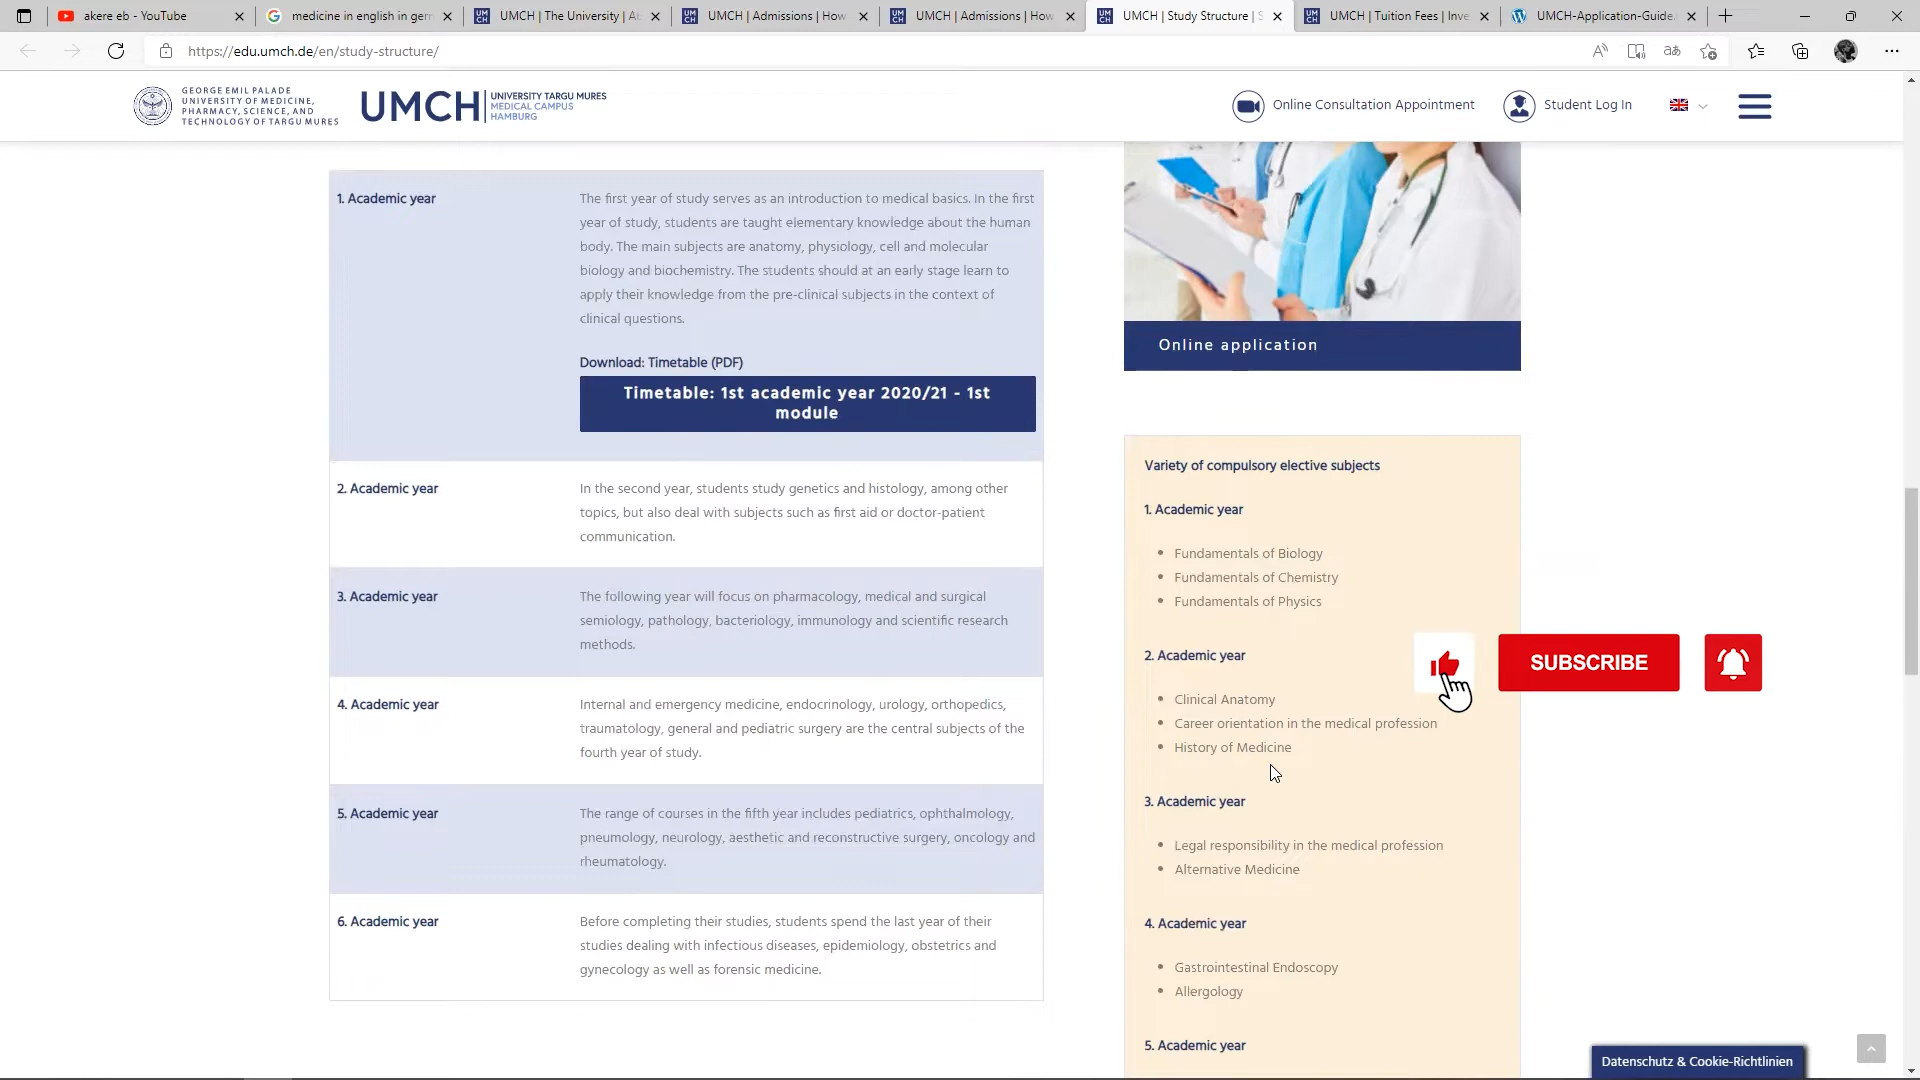 akere eb - YouTube
medicine in english in gern
UMCH | The University | A
UMCH | Admissions | How
UMCH | Admissions | How
UMCH | Study Structure | S
UMCH | Tuition Fees | Inve
UMCH-Application-Guide.
https://edu.umch.de/en/study-structure/
GEORGE EMIL PALADE
UNIVERSITY OF MEDICINE,
PHARMACY, SCIENCE, AND
TECHNOLOGY OF TARGU MURES
UMCH
UNIVERSITY TARGU MURES
MEDICAL CAMPUS
HAMBURG
Online Consultation Appointment
Student Log In
1. Academic year
The first year of study serves as an introduction to medical basics. In the first
year of study, students are taught elementary knowledge about the human
body. The main subjects are anatomy, physiology, cell and molecular
biology and biochemistry. The students should at an early stage learn to
apply their knowledge from the pre-clinical subjects in the context of
clinical questions.
Download: Timetable (PDF)
Timetable: 1st academic year 2020/21 - 1st
module
2. Academic year
In the second year, students study genetics and histology, among other
topics, but also deal with subjects such as first aid or doctor-patient
communication.
3. Academic year
The following year will focus on pharmacology, medical and surgical
semiology, pathology, bacteriology, immunology and scientific research
methods.
4. Academic year
Internal and emergency medicine, endocrinology, urology, orthopedics,
traumatology, general and pediatric surgery are the central subjects of the
fourth year of study.
5. Academic year
The range of courses in the fifth year includes pediatrics, ophthalmology,
pneumology, neurology, aesthetic and reconstructive surgery, oncology and
rheumatology.
6. Academic year
Before completing their studies, students spend the last year of their
studies dealing with infectious diseases, epidemiology, obstetrics and
gynecology as well as forensic medicine.
Online application
Variety of compulsory elective subjects
1. Academic year
Fundamentals of Biology
Fundamentals of Chemistry
Fundamentals of Physics
2. Academic year
Clinical Anatomy
Career orientation in the medical profession
History of Medicine
3. Academic year
Legal responsibility in the medical profession
Alternative Medicine
4. Academic year
Gastrointestinal Endoscopy
Allergology
5. Academic year
SUBSCRIBE
Datenschutz & Cookie-Richtlinien